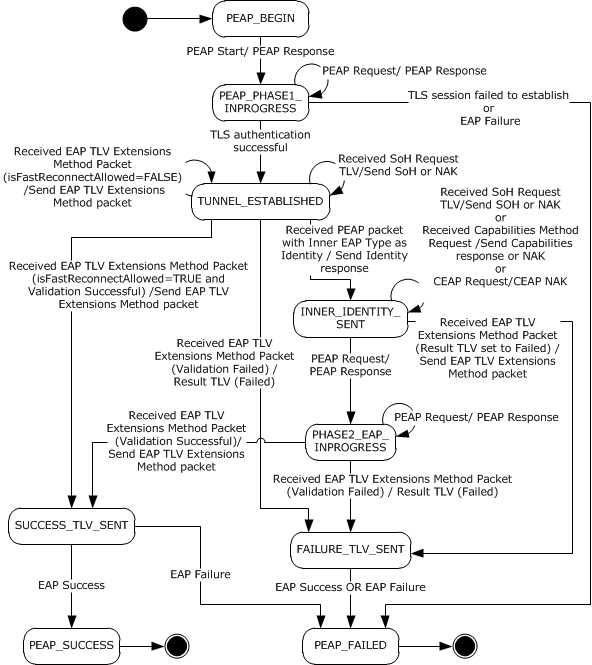 PEAP_BEGIN
PEAP Start/ PEAP Response
PEAP Request/ PEAP Response
PEAP_PHASE1_
INPROGRESS
TLS session failed to establish
or
EAP Failure
TLS authentication
successful
Received EAP TLV Extensions
Method Packet
(isFastReconnectAllowed=FALSE)
/Send EAP TLV Extensions
Method packet
Received SoH Request
TLV/Send SoH or NAK
TUNNEL_ESTABLISHED
Received SoH Request
TLV/Send SOH or NAK
or
Received Capabilities Method
Request /Send Capabilities
response or NAK
or
CEAP Request/CEAP NAK
Received PEAP packet
with Inner EAP Type as
Identity / Send Identity
response
Received EAP TLV Extensions Method Packet
(isFastReconnectAllowed=TRUE and
Validation Successful) /Send EAP TLV
Extensions Method packet
INNER_IDENTITY_
SENT
Received EAP TLV
Extensions Method Packet
(Result TLV set to Failed) /
Send EAP TLV Extensions
Method packet
Received EAP TLV
Extensions Method Packet
(Validation Failed) /
Result TLV (Failed)
PEAP Request/
PEAP Response
PEAP Request/ PEAP Response
Received EAP TLV
Extensions Method Packet
(Validation Successful)/
Send EAP TLV Extensions
Method packet
PHASE2_EAP_
INPROGRESS
Received EAP TLV Extensions Method Packet
(Validation Failed) / Result TLV (Failed)
SUCCESS_TLV_SENT
FAILURE_TLV_SENT
EAP Failure
EAP Success
EAP Success OR EAP Failure
PEAP_SUCCESS
PEAP_FAILED